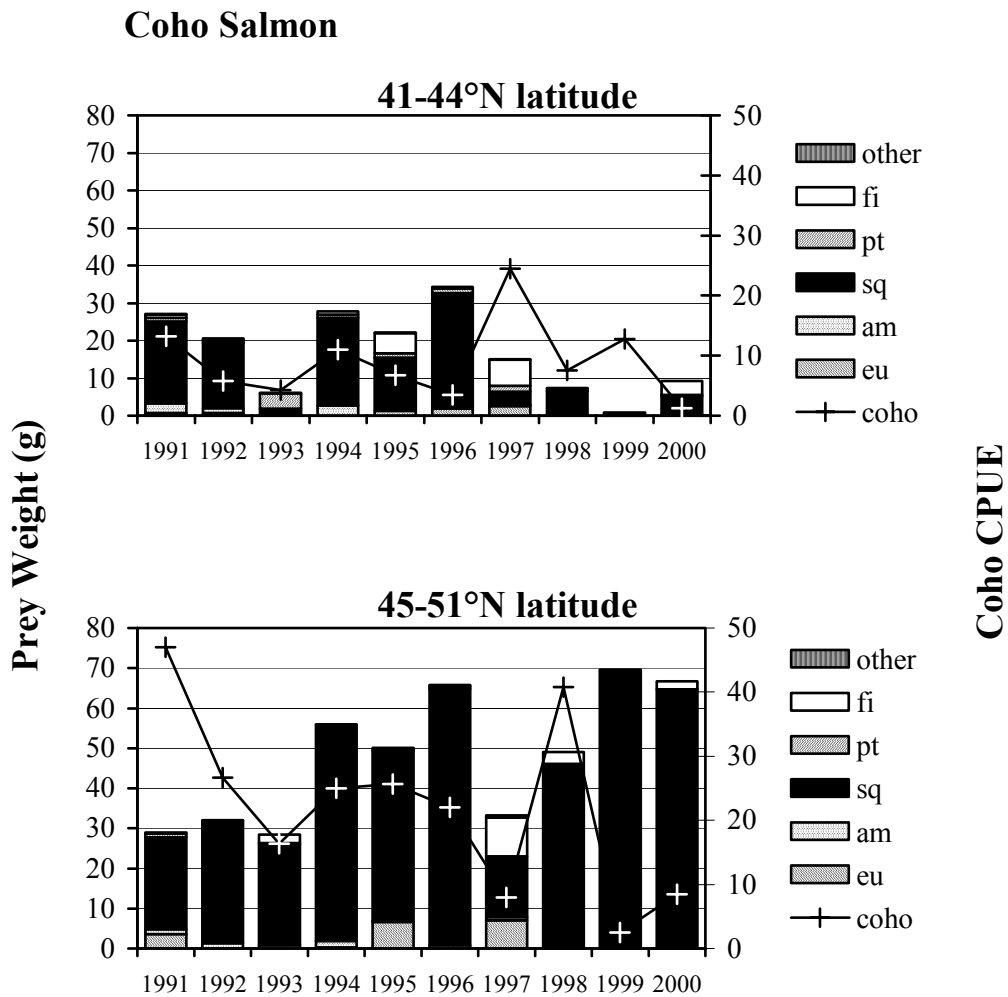 Coho Salmon
41-44°N latitude
80
70
60
50
40
30
20
10
0
50
40
30
20
10
0
1991 1992 1993 1994 1995 1996 1997 1998 1999 2000
other
fi
pt
sq
am
eu
coho
Prey Weight (g)
Coho CPUE
45-51°N latitude
80
70
60
50
40
30
20
10
0
50
40
30
20
10
0
1991 1992 1993 1994 1995 1996 1997 1998 1999 2000
other
fi
pt
sq
am
eu
coho